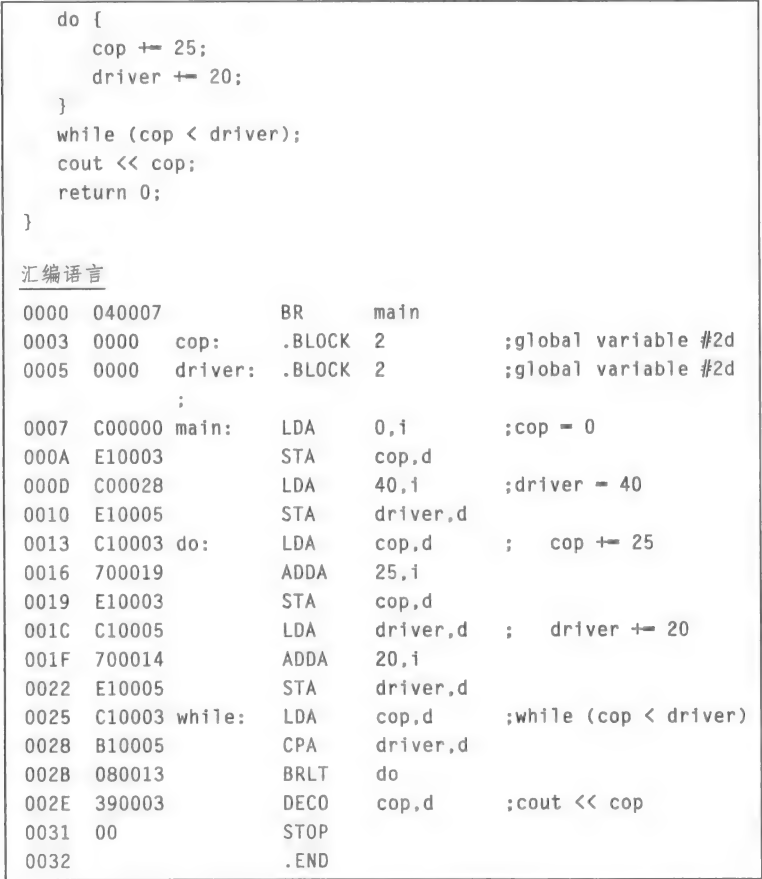 do {
cop += 25;
driver += 20;
}
while (cop < driver);
cout << cop;
return 0;
}
汇编语言
0000 040007 BR main
0003 0000 cop: .BLOCK 2 ;global variable #2d
0005 0000 driver: .BLOCK 2 ;global variable #2d
;
0007 C00000 main: LDA 0,i ;cop = 0
000A E10003 STA cop,d
000D C00028 LDA 40,i ;driver = 40
0010 E10005 STA driver,d
0013 C10003 do: LDA cop,d ; cop += 25
0016 700019 ADDA 25,i
0019 E10003 STA cop,d
001C C10005 LDA driver,d ; driver += 20
001F 700014 ADDA 20,i
0022 E10005 STA driver,d
0025 C10003 while: LDA cop,d ;while (cop < driver)
0028 B10005 CPA driver,d
002B 080013 BRLT do
002E 390003 DECO cop,d ;cout << cop
0031 00 STOP
0032 .END